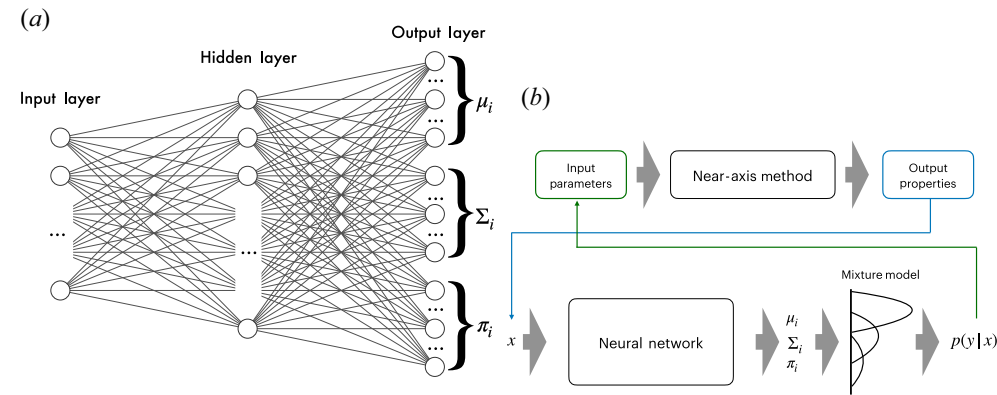 (a)
Output layer
Hidden layer
Input layer
...
...
μi
...
...
Σi
...
...
...
...
πi
...
...
(b)
Input
parameters
Near-axis method
Output
properties
Mixture model
x
Neural network
μi
Σi
πi
p(y|x)